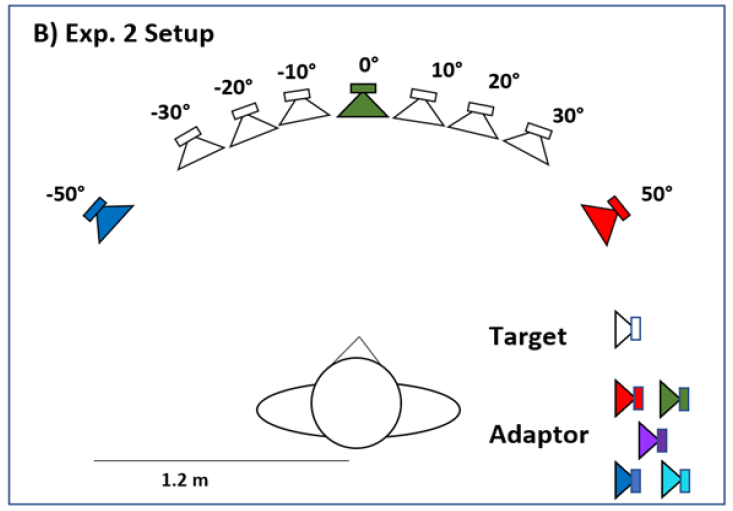 B) Exp. 2 Setup
-30° -20° -10° 0° 10° 20° 30°
-50° 50°
Target
Adaptor
1.2 m